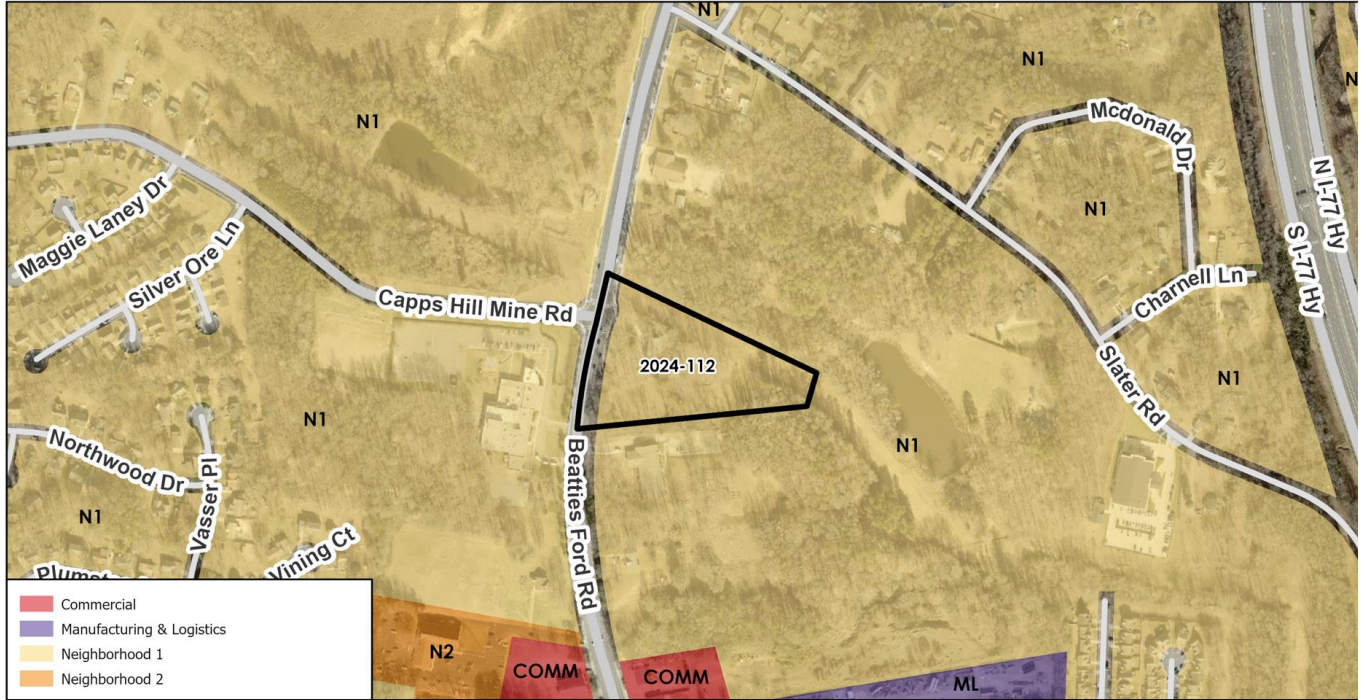 N1
N1
N1
N1
Mcdonald Dr
N I-77 Hy
S I-77 Hy
Maggie Laney Dr
N1
Silver Ore Ln
Capps Hill Mine Rd
Charnell Ln
2024-112
Slater Rd
N1
N1
N1
Northwood Dr
Vasser Pl
Beatties Ford Rd
N1
Vining Ct
Commercial
Manufacturing & Logistics
Neighborhood 1
Neighborhood 2
N2
COMM
COMM
ML